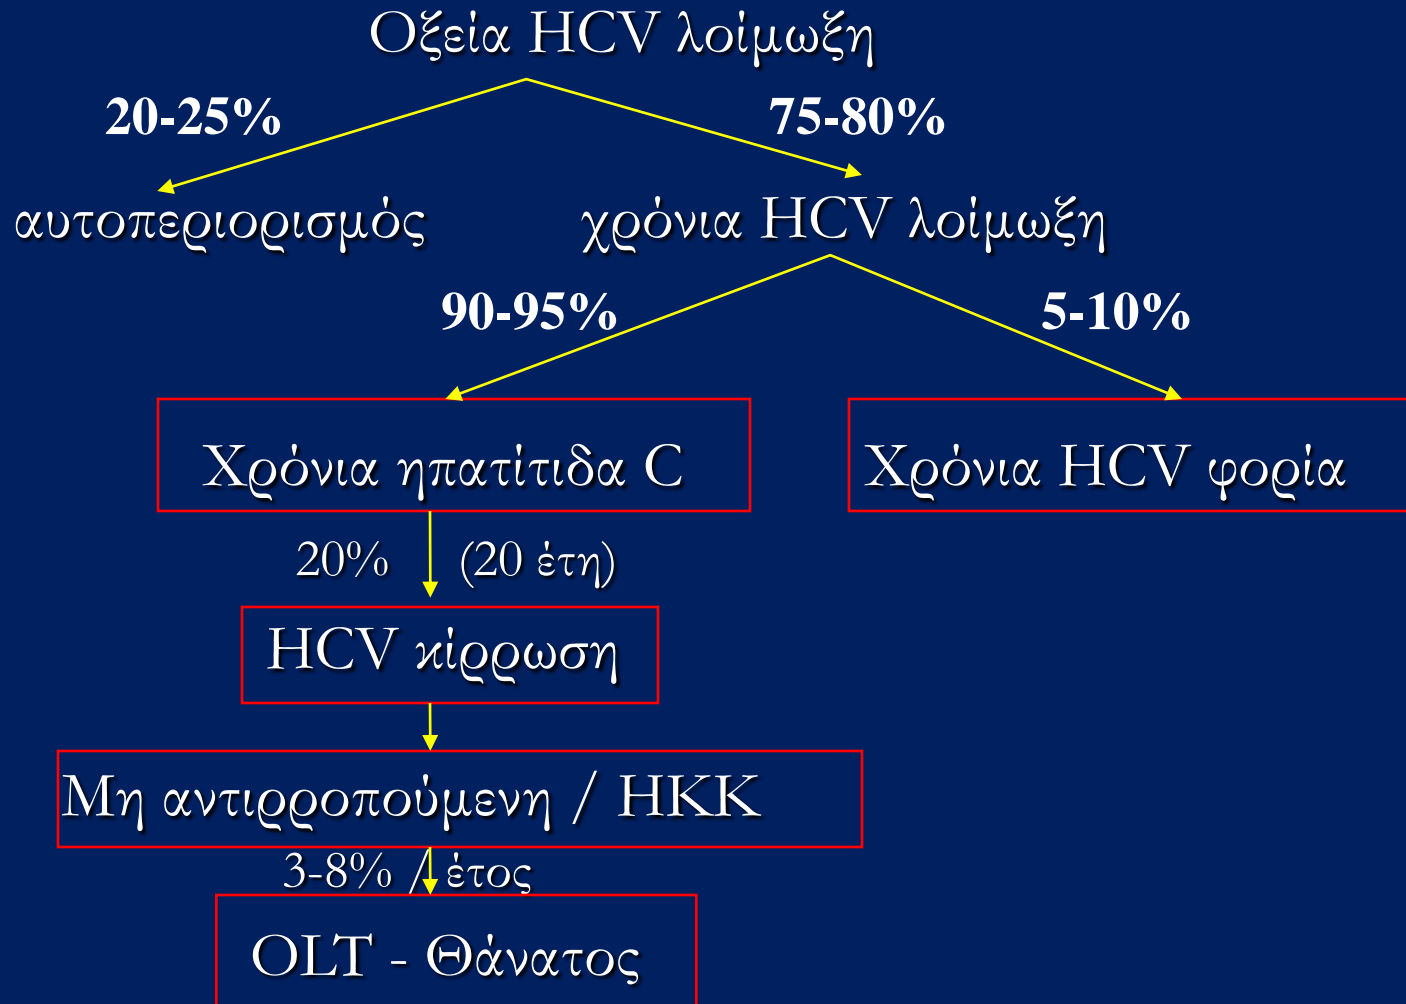 Οξεία HCV λοίμωξη
20-25% 75-80%
αυτοπεριορισμός χρόνια HCV λοίμωξη
90-95% 5-10%
Χρόνια ηπατίτιδα C Χρόνια HCV φορία
20% (20 έτη)
HCV κίρρωση
Μη αντιρροπούμενη / ΗΚΚ
3-8% / έτος
OLT - Θάνατος